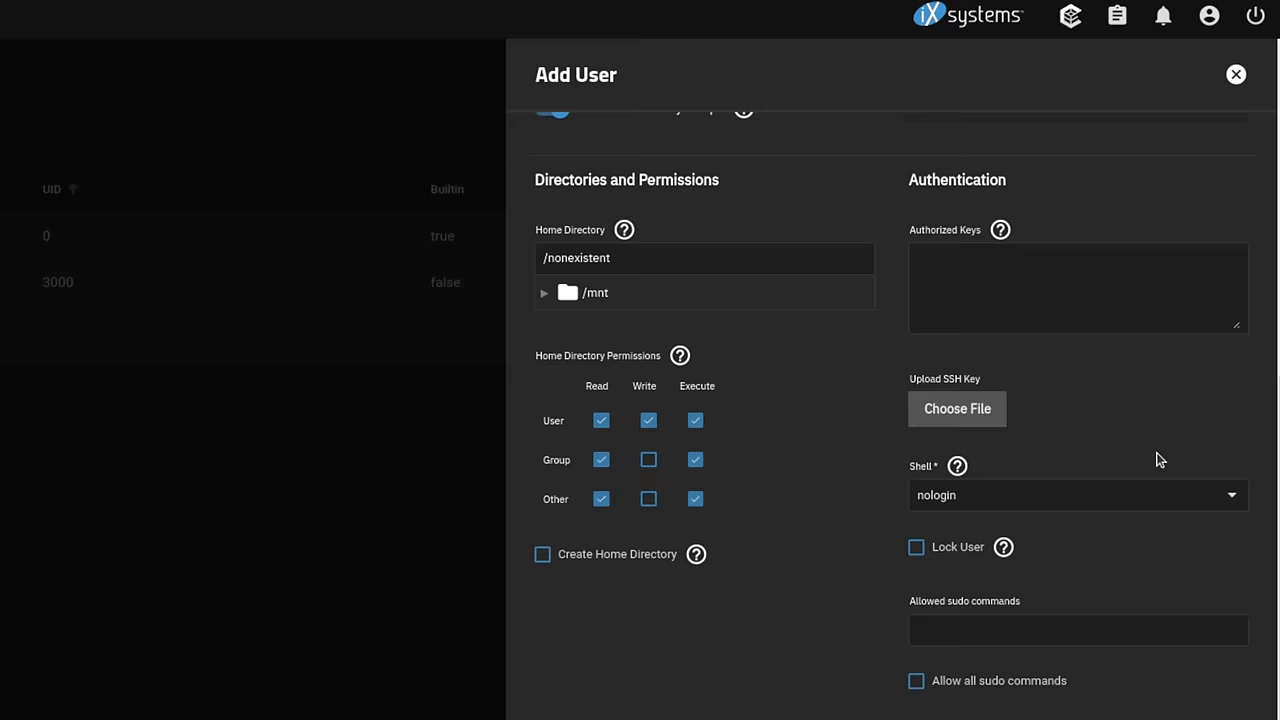 iX systems
Add User
UID
Builtin
0
true
3000
false
Directories and Permissions
Home Directory
/nonexistent
/mnt
Home Directory Permissions
Read Write Execute
User
Group
Other
Create Home Directory
Authentication
Authorized Keys
Upload SSH Key
Choose File
Shell *
nologin
Lock User
Allowed sudo commands
Allow all sudo commands